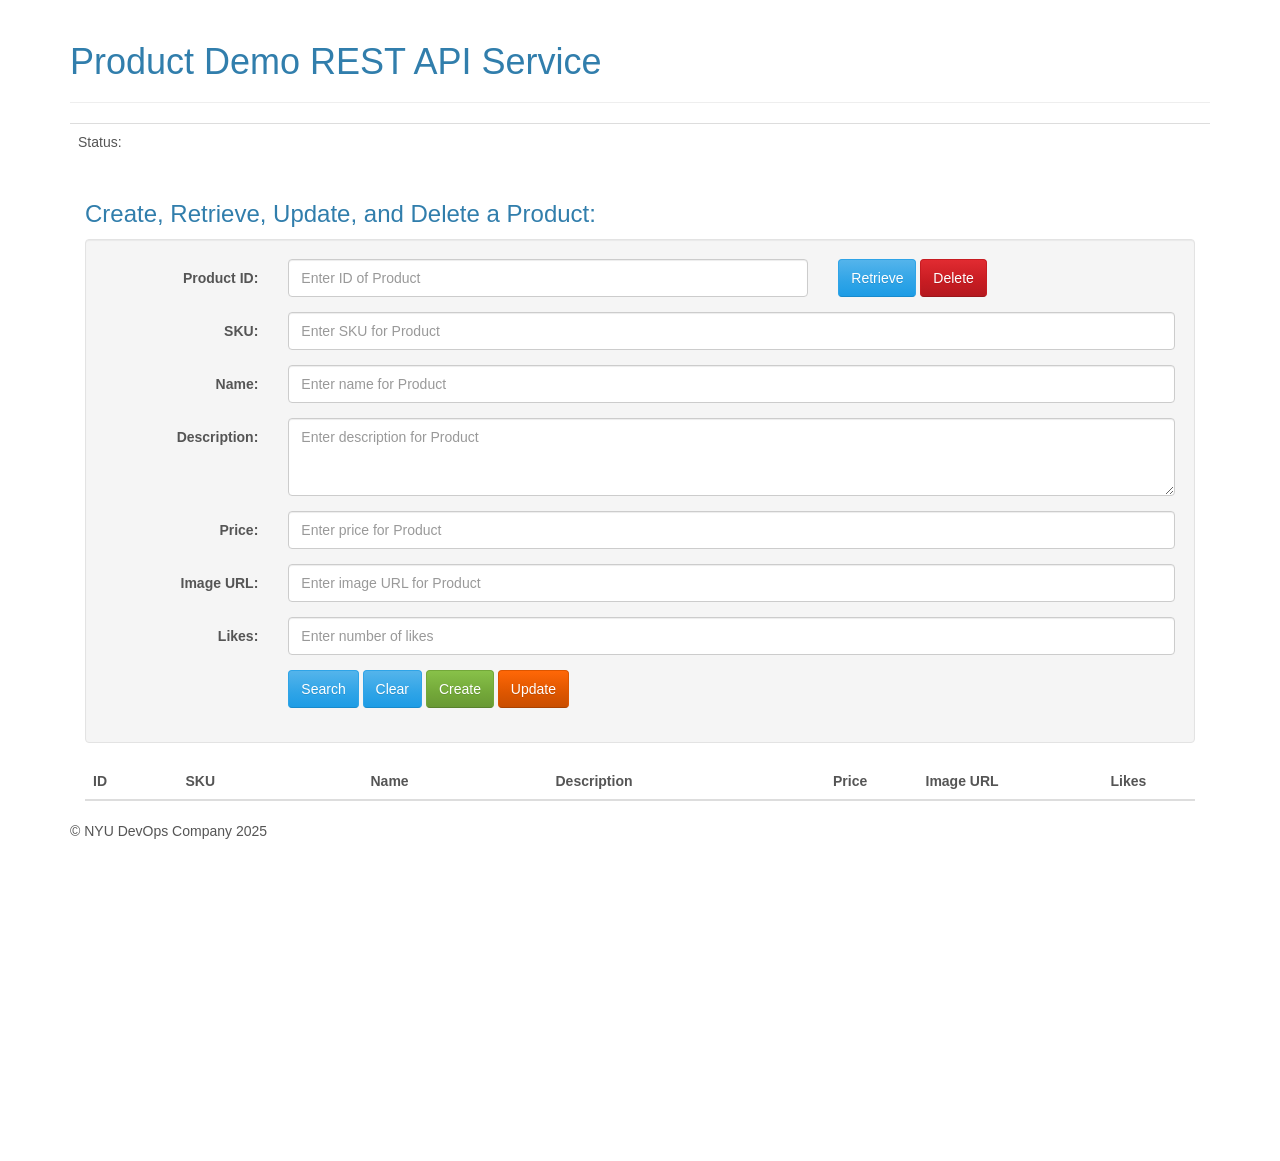 Product Demo REST API Service
Status:
Create, Retrieve, Update, and Delete a Product:
Product ID: Enter ID of Product Retrieve Delete
SKU: Enter SKU for Product
Name: Enter name for Product
Description: Enter description for Product
Price: Enter price for Product
Image URL: Enter image URL for Product
Likes: Enter number of likes
Search Clear Create Update
ID SKU Name Description Price Image URL Likes
© NYU DevOps Company 2025